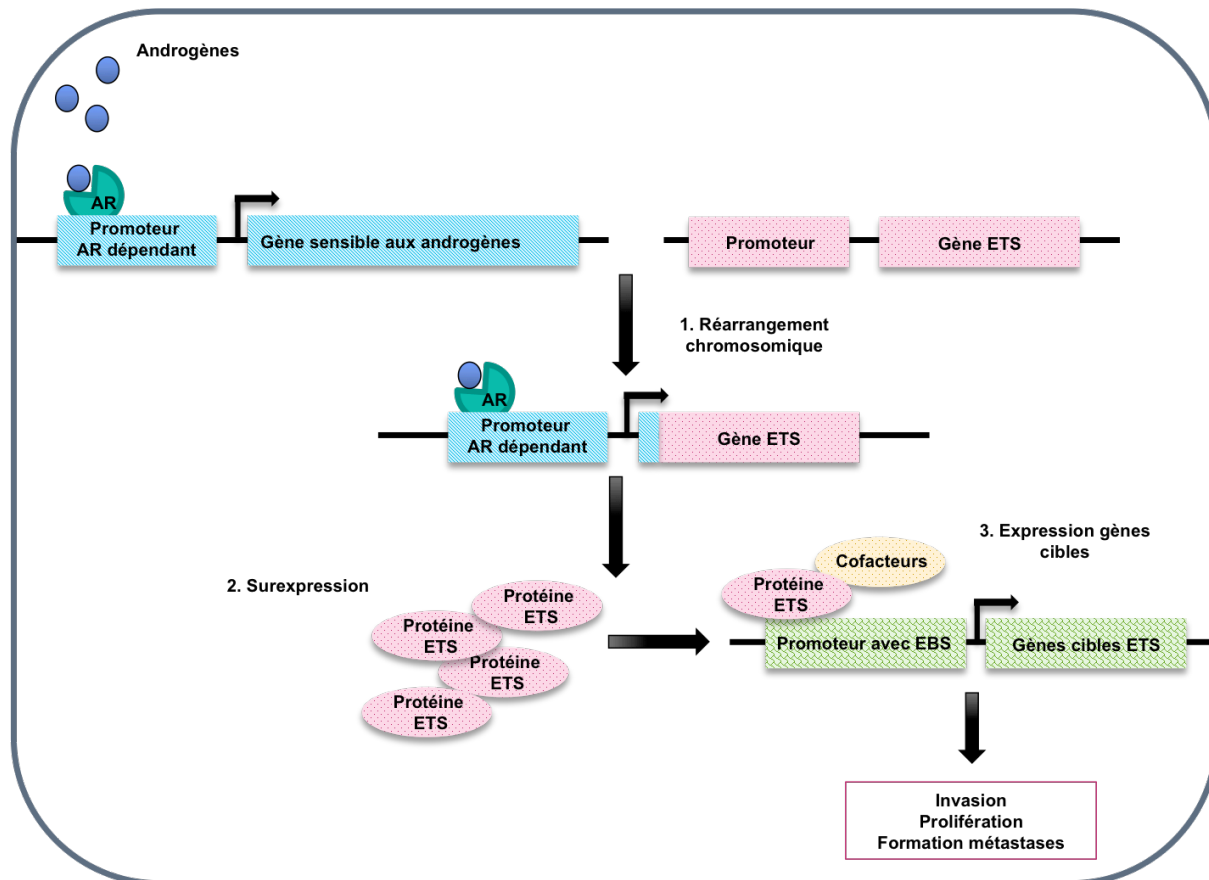 Androgènes
AR
Promoteur
AR dépendant
Gène sensible aux androgènes
Promoteur
Gène ETS
1. Réarrangement
chromosomique
AR
Promoteur
AR dépendant
Gène ETS
2. Surexpression
Protéine
ETS
Protéine
ETS
Protéine
ETS
Protéine
ETS
3. Expression gènes
cibles
Cofacteurs
Protéine
ETS
Promoteur avec EBS
Gènes cibles ETS
Invasion
Prolifération
Formation métastases